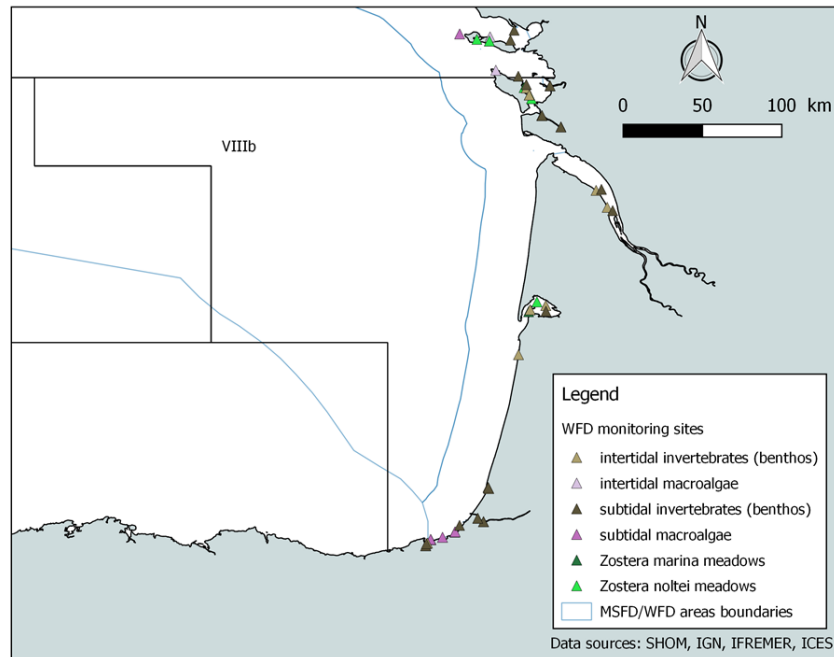 N
0 50 100 km
VIIIb
Legend
WFD monitoring sites
intertidal invertebrates (benthos)
intertidal macroalgae
subtidal invertebrates (benthos)
subtidal macroalgae
Zostera marina meadows
Zostera noltei meadows
MSFD/WFD areas boundaries
Data sources: SHOM, IGN, IFREMER, ICES